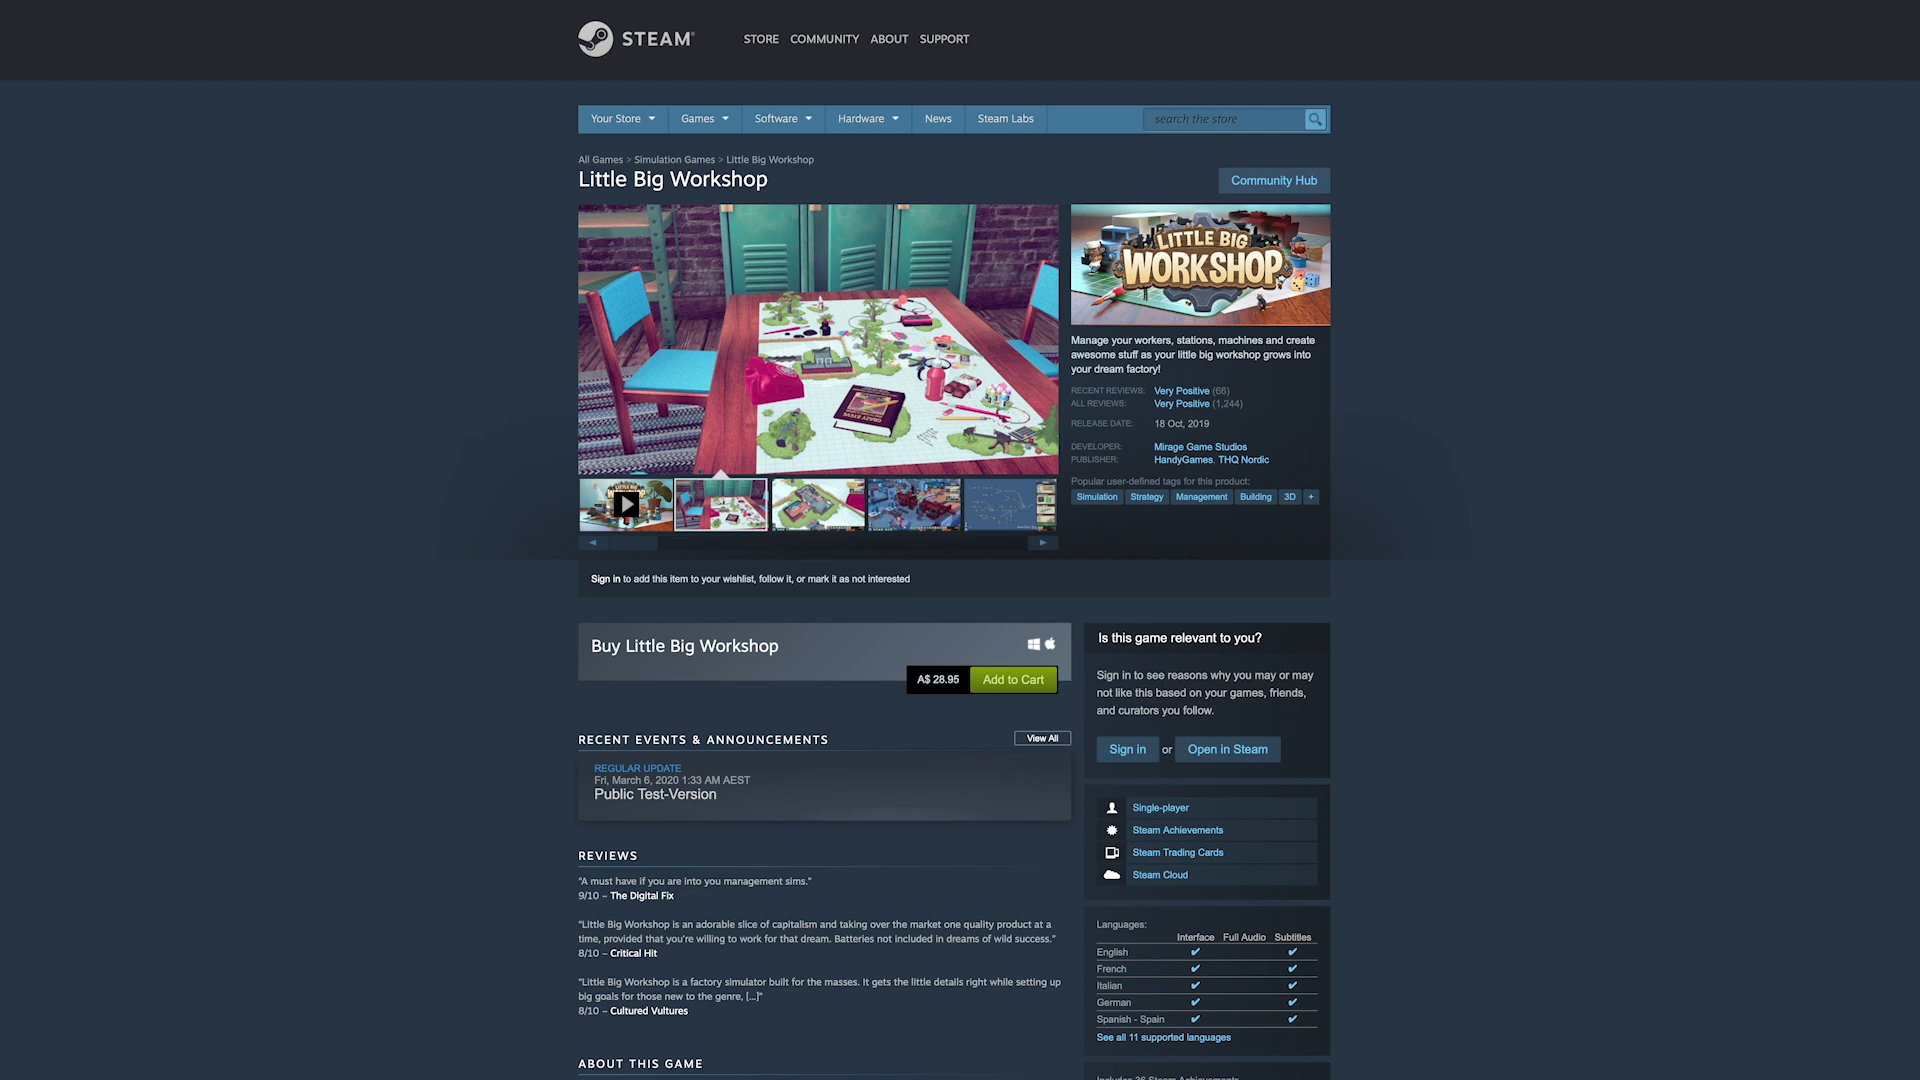 STEAM
STORE COMMUNITY ABOUT SUPPORT
Your Store Games Software Hardware News Steam Labs search the store
All Games > Simulation Games > Little Big Workshop
Little Big Workshop
Community Hub
LITTLE BIG
WORKSHOP
Manage your workers, stations, machines and create
awesome stuff as your little big workshop grows into
your dream factory!
RECENT REVIEWS: Very Positive (66)
ALL REVIEWS: Very Positive (1,244)
RELEASE DATE: 18 Oct, 2019
DEVELOPER: Mirage Game Studios
PUBLISHER: HandyGames, THQ Nordic
Popular user-defined tags for this product:
Simulation Strategy Management Building 3D +
Sign in to add this item to your wishlist, follow it, or mark it as not interested
Buy Little Big Workshop
A$ 28.95 Add to Cart
RECENT EVENTS & ANNOUNCEMENTS View All
REGULAR UPDATE
Fri, March 6, 2020 1:33 AM AEST
Public Test-Version
REVIEWS
“A must have if you are into you management sims.”
9/10 – The Digital Fix
“Little Big Workshop is an adorable slice of capitalism and taking over the market one quality product at a
time, provided that you're willing to work for that dream. Batteries not included in dreams of wild success.”
8/10 – Critical Hit
“Little Big Workshop is a factory simulator built for the masses. It gets the little details right while setting up
big goals for those new to the genre, [...]”
8/10 – Cultured Vultures
ABOUT THIS GAME
Is this game relevant to you?
Sign in to see reasons why you may or may
not like this based on your games, friends,
and curators you follow.
Sign in or Open in Steam
Single-player
Steam Achievements
Steam Trading Cards
Steam Cloud
Languages:
Interface Full Audio Subtitles
English ✔ ✔
French ✔ ✔
Italian ✔ ✔
German ✔ ✔
Spanish - Spain ✔ ✔
See all 11 supported languages